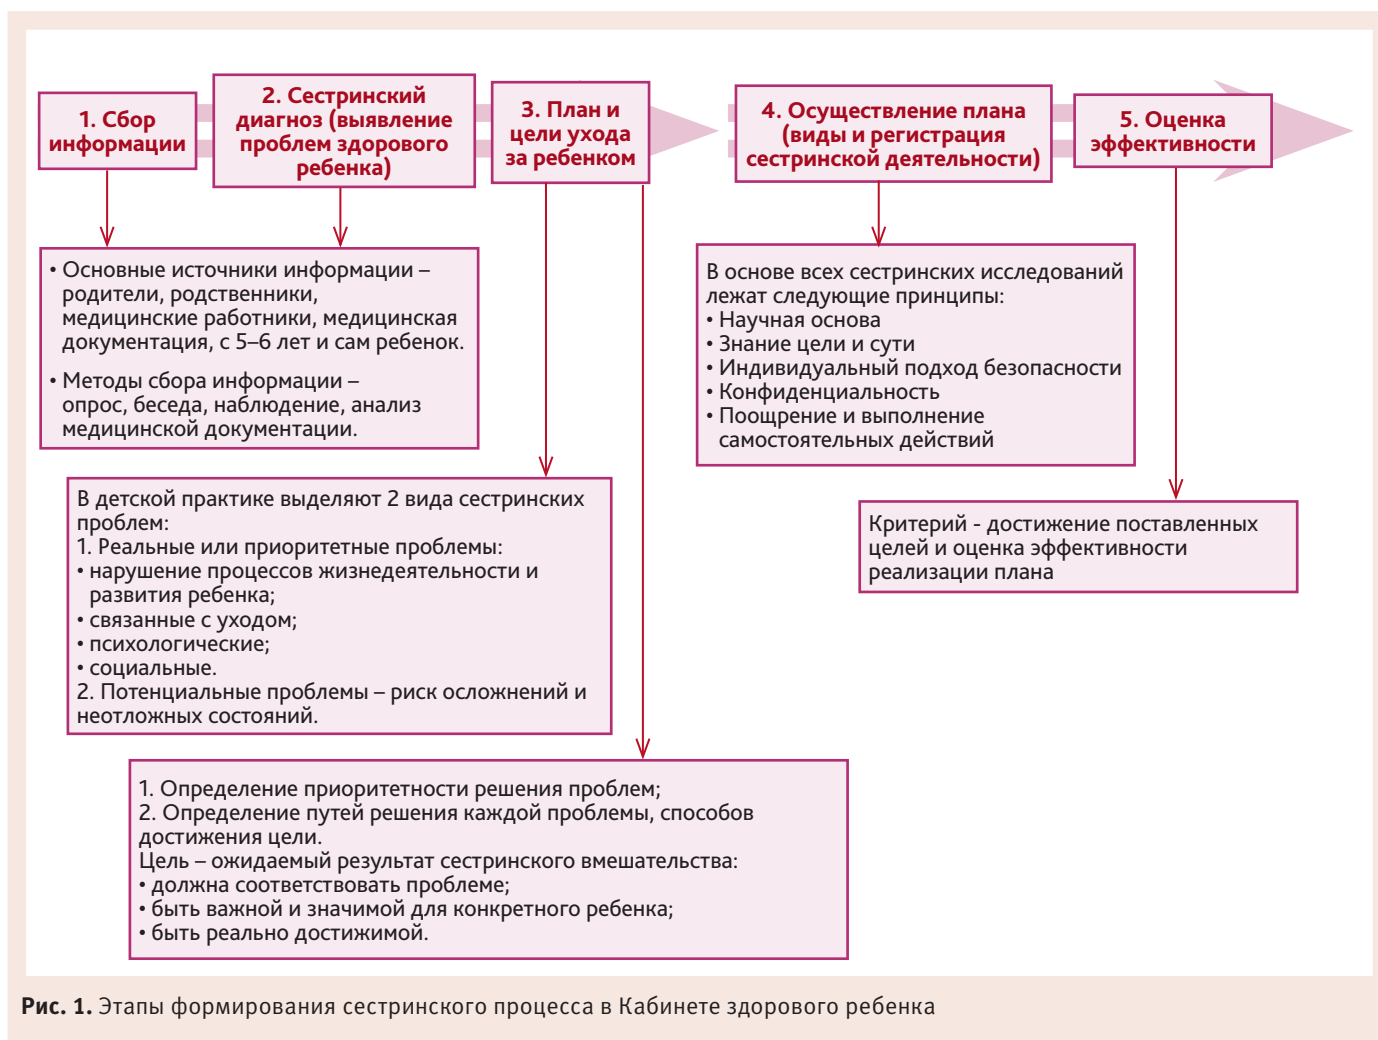 1. Сбор
информации
2. Сестринский
диагноз (выявление
проблем здорового
ребенка)
3. План и
цели ухода
за ребенком
4. Осуществление плана
(виды и регистрация
сестринской деятельности)
5. Оценка
эффективности
• Основные источники информации –
родители, родственники,
медицинские работники, медицинская
документация, с 5–6 лет и сам ребенок.
• Методы сбора информации –
опрос, беседа, наблюдение, анализ
медицинской документации.
В основе всех сестринских исследований
лежат следующие принципы:
• Научная основа
• Знание цели и сути
• Индивидуальный подход безопасности
• Конфиденциальность
• Поощрение и выполнение
самостоятельных действий
В детской практике выделяют 2 вида сестринских
проблем:
1. Реальные или приоритетные проблемы:
• нарушение процессов жизнедеятельности и
развития ребенка;
• связанные с уходом;
• психологические;
• социальные.
2. Потенциальные проблемы – риск осложнений и
неотложных состояний.
Критерий - достижение поставленных
целей и оценка эффективности
реализации плана
1. Определение приоритетности решения проблем;
2. Определение путей решения каждой проблемы, способов
достижения цели.
Цель – ожидаемый результат сестринского вмешательства:
• должна соответствовать проблеме;
• быть важной и значимой для конкретного ребенка;
• быть реально достижимой.
Рис. 1. Этапы формирования сестринского процесса в Кабинете здорового ребенка